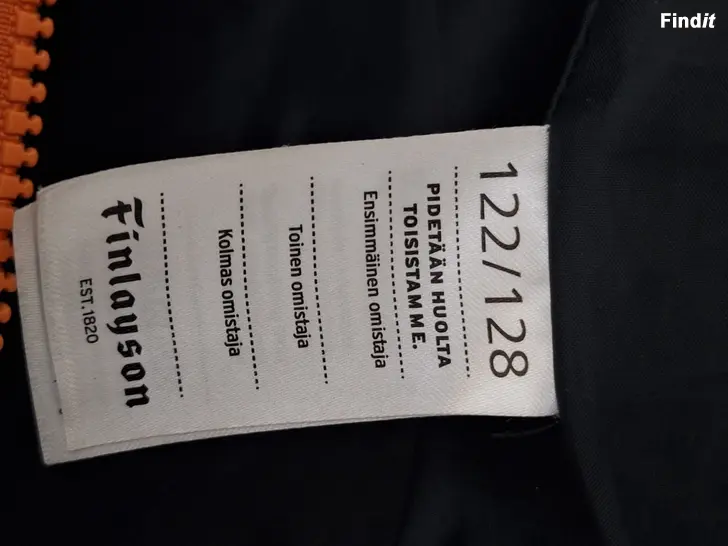 122/128
PIDETÄÄN HUOLTA
TOISISTAMME.
Ensimmäinen omistaja
Toinen omistaja
Kolmas omistaja
Finlayson
EST.1820
Findit